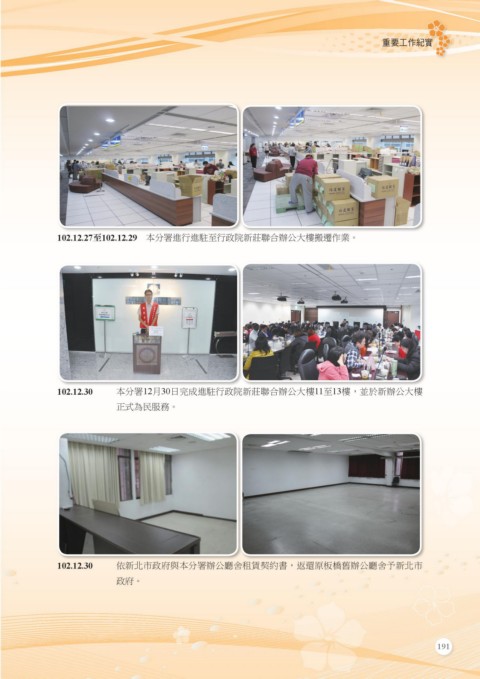 重要工作紀實
102.12.27至102.12.29 本分署進行進駐至行政院新莊聯合辦公大樓搬遷作業。
102.12.30 本分署12月30日完成進駐行政院新莊聯合辦公大樓11至13樓，並於新辦公大樓
正式為民服務。
102.12.30 依新北市政府與本分署辦公廳舍租賃契約書，返還原板橋舊辦公廳舍予新北市
政府。
191